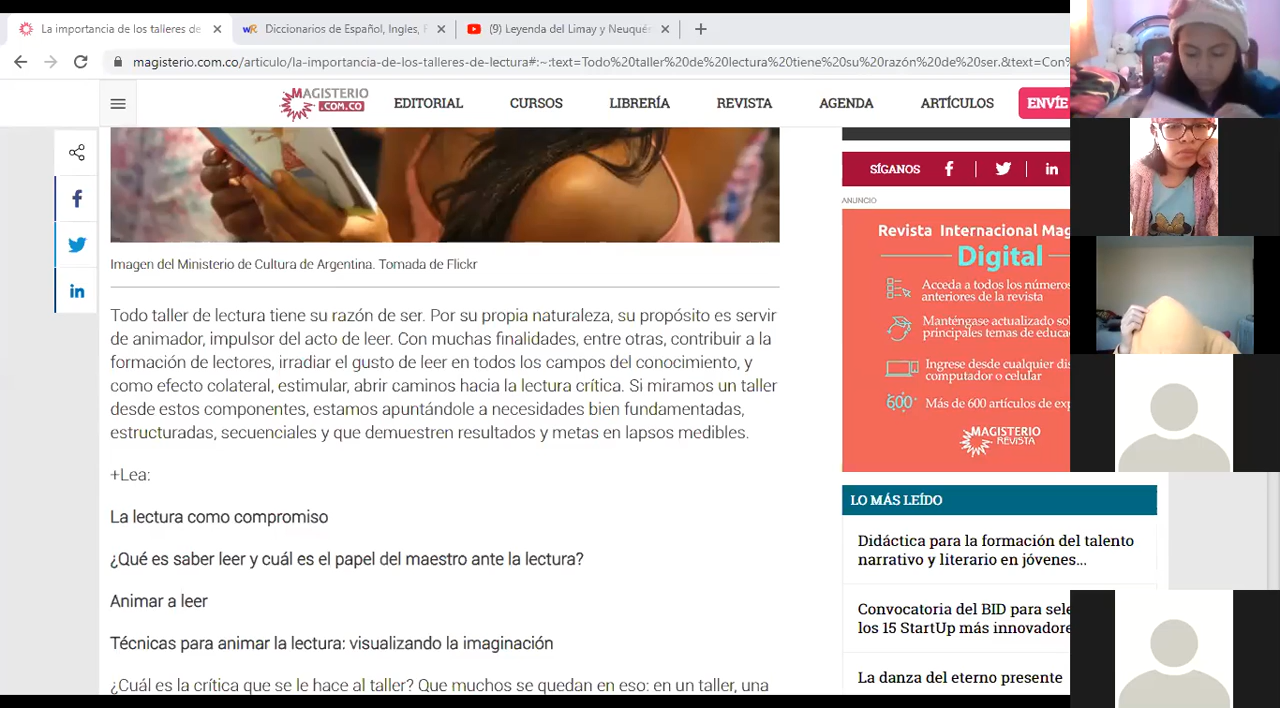 La importancia de los talleres de
Diccionarios de Español, Ingles, F
(9) Leyenda del Limay y Neuqué
magisterio.com.co/articulo/la-importancia-de-los-talleres-de-lectura#:~:text=Todo%20taller%20de%20lectura%20tiene%20su%20razón%20de%20ser.&text=Con
MAGISTERIO
.COM.CO
EDITORIAL
CURSOS
LIBRERÍA
REVISTA
AGENDA
ARTÍCULOS
ENVÍE
Imagen del Ministerio de Cultura de Argentina. Tomada de Flickr
Todo taller de lectura tiene su razón de ser. Por su propia naturaleza, su propósito es servir
de animador, impulsor del acto de leer. Con muchas finalidades, entre otras, contribuir a la
formación de lectores, irradiar el gusto de leer en todos los campos del conocimiento, y
como efecto colateral, estimular, abrir caminos hacia la lectura crítica. Si miramos un taller
desde estos componentes, estamos apuntándole a necesidades bien fundamentadas,
estructuradas, secuenciales y que demuestren resultados y metas en lapsos medibles.
+Lea:
La lectura como compromiso
¿Qué es saber leer y cuál es el papel del maestro ante la lectura?
Animar a leer
Técnicas para animar la lectura: visualizando la imaginación
¿Cuál es la crítica que se le hace al taller? Que muchos se quedan en eso: en un taller, una
SÍGANOS
ANUNCIO
Revista Internacional Mag
Digital
Acceda a todos los números
anteriores de la revista
Manténgase actualizado so
principales temas de educa
Ingrese desde cualquier dis
computador o celular
600+
Más de 600 artículos de exp
MAGISTERIO
REVISTA
LO MÁS LEÍDO
Didáctica para la formación del talento
narrativo y literario en jóvenes...
Convocatoria del BID para sele
los 15 StartUp más innovadore
La danza del eterno presente